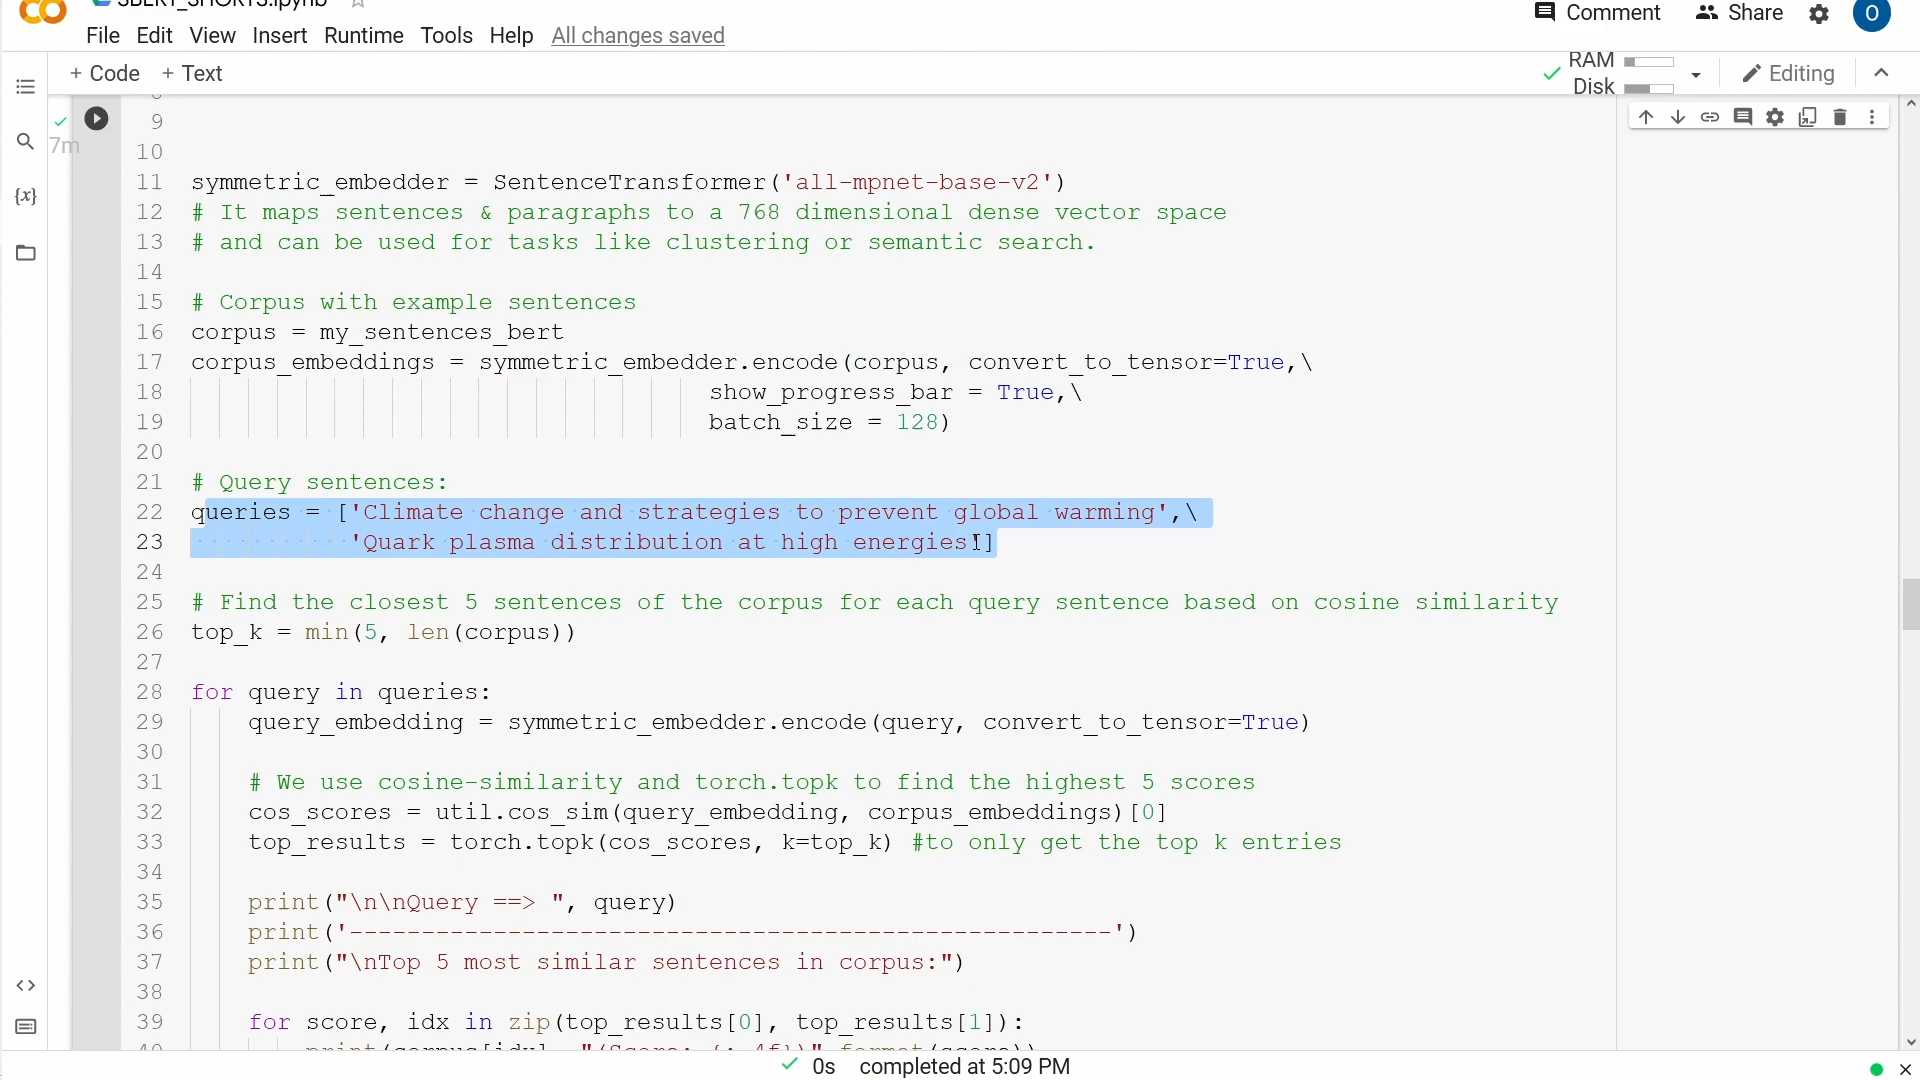 SBERT_SHORTS.ipynb
Comment Share O
File Edit View Insert Runtime Tools Help All changes saved
+ Code + Text
RAM
Disk
Editing
7m
9
10
11 symmetric_embedder = SentenceTransformer('all-mpnet-base-v2')
12 # It maps sentences & paragraphs to a 768 dimensional dense vector space
13 # and can be used for tasks like clustering or semantic search.
14
15 # Corpus with example sentences
16 corpus = my_sentences_bert
17 corpus_embeddings = symmetric_embedder.encode(corpus, convert_to_tensor=True,\
18 show_progress_bar = True,\
19 batch_size = 128)
20
21 # Query sentences:
22 queries = ['Climate change and strategies to prevent global warming',\
23 'Quark plasma distribution at high energies']
24
25 # Find the closest 5 sentences of the corpus for each query sentence based on cosine similarity
26 top_k = min(5, len(corpus))
27
28 for query in queries:
29 query_embedding = symmetric_embedder.encode(query, convert_to_tensor=True)
30
31 # We use cosine-similarity and torch.topk to find the highest 5 scores
32 cos_scores = util.cos_sim(query_embedding, corpus_embeddings)[0]
33 top_results = torch.topk(cos_scores, k=top_k) #to only get the top k entries
34
35 print("\n\nQuery ==> ", query)
36 print('-----------------------------------------------------')
37 print("\nTop 5 most similar sentences in corpus:")
38
39 for score, idx in zip(top_results[0], top_results[1]):
40 print(corpus[idx], "(Score: {:.4f})".format(score))
0s completed at 5:09 PM